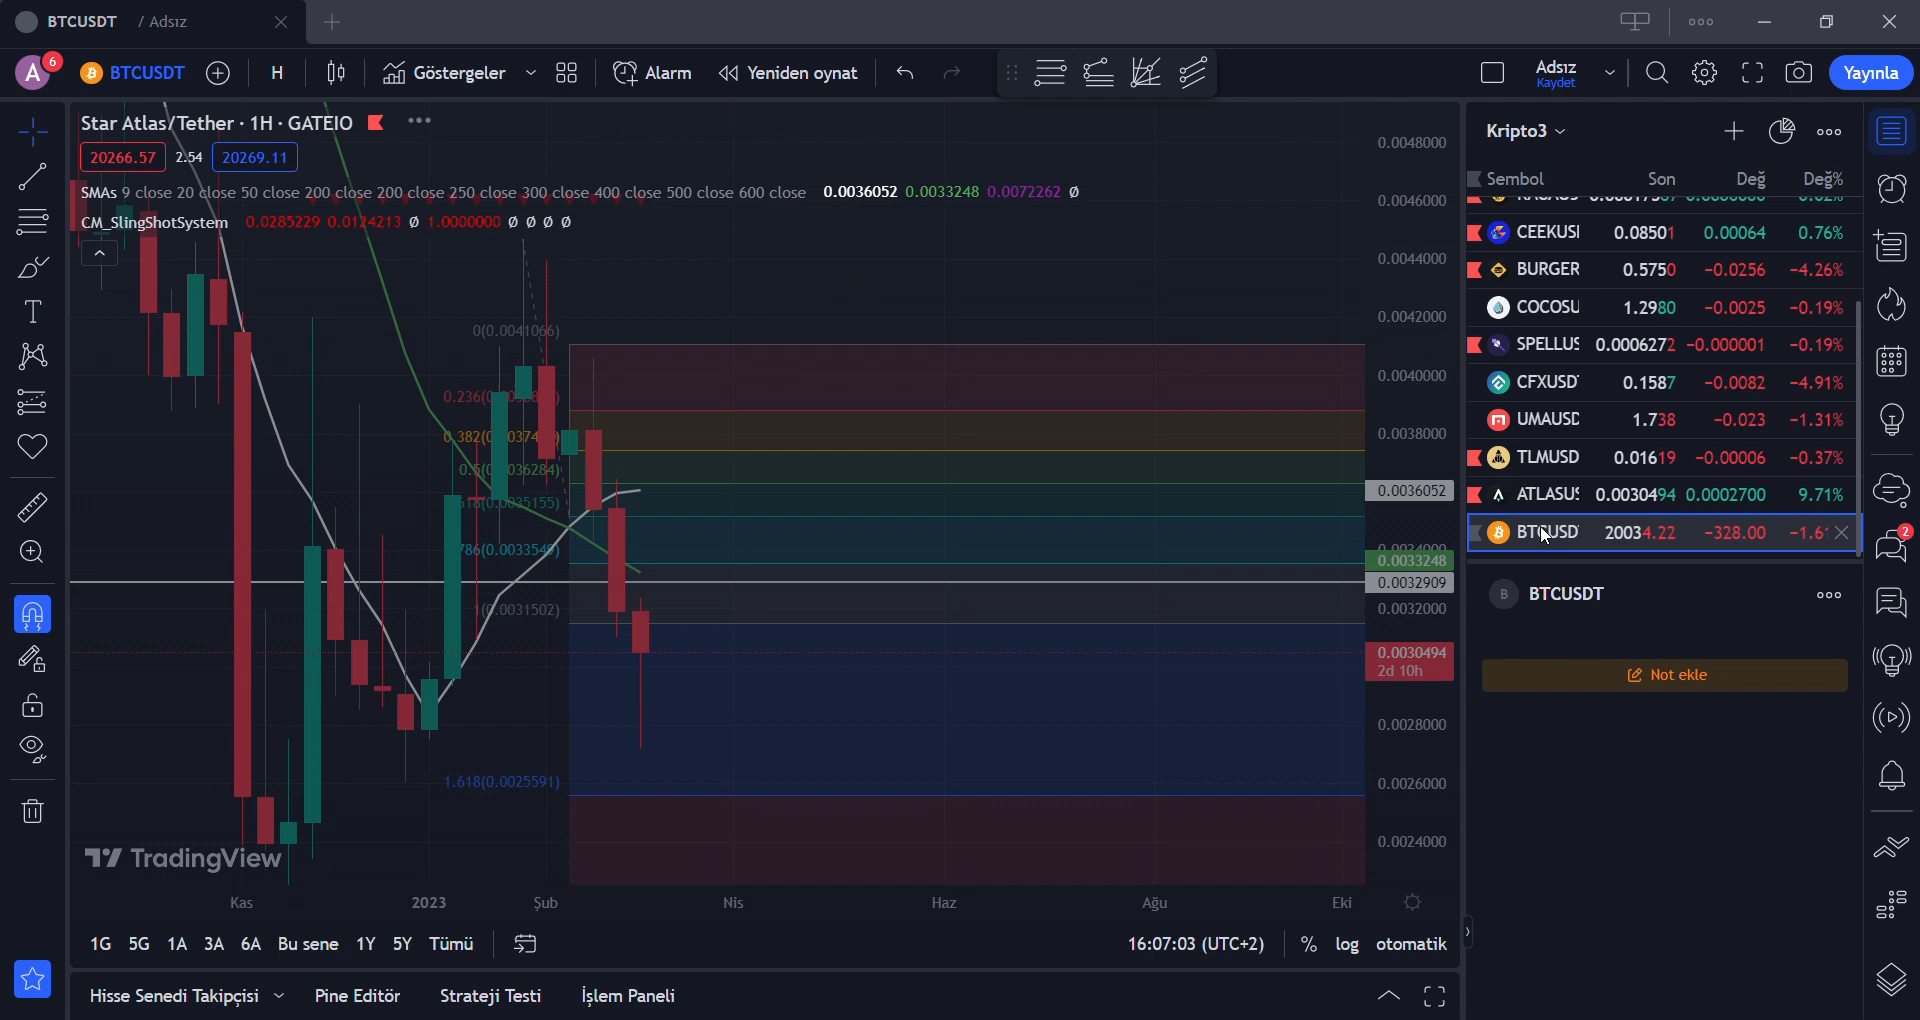 BTCUSDT / Adsız
A 6 BTCUSDT H Göstergeler Alarm Yeniden oynat Adsız Kaydet Yayınla
Star Atlas/Tether · 1H · GATEIO
20266.57 2.54 20269.11
SMAs 9 close 20 close 50 close 200 close 200 close 250 close 300 close 400 close 500 close 600 close 0.0036052 0.0033248 0.0072262 Ø
CM_SlingShotSystem 0.0285229 0.0124213 Ø 1.0000000 Ø Ø Ø Ø
0(0.0041066)
0.236(
0.382(
0.5(
1(0.0031502)
1.618(0.0025591)
0.0048000
0.0046000
0.0044000
0.0042000
0.0040000
0.0038000
0.0036052
0.0033248
0.0032909
0.0032000
0.0030494
2d 10h
0.0028000
0.0026000
0.0024000
TradingView
Kas 2023 Şub Nis Haz Ağu Eki
1G 5G 1A 3A 6A Bu sene 1Y 5Y Tümü 16:07:03 (UTC+2) % log otomatik
Hisse Senedi Takipçisi Pine Editör Strateji Testi İşlem Paneli
Kripto3
Sembol Son Değ Değ%
CEEKUSI 0.08501 0.00064 0.76%
BURGER 0.5750 -0.0256 -4.26%
COCOSU 1.2980 -0.0025 -0.19%
SPELLUS 0.0006272 -0.000001 -0.19%
CFXUSD 0.1587 -0.0082 -4.91%
UMAUSD 1.738 -0.023 -1.31%
TLMUSD 0.01619 -0.00006 -0.37%
ATLASUS 0.0030494 0.0002700 9.71%
BTCUSD 20034.22 -328.00 -1.61
B BTCUSDT
Not ekle
2